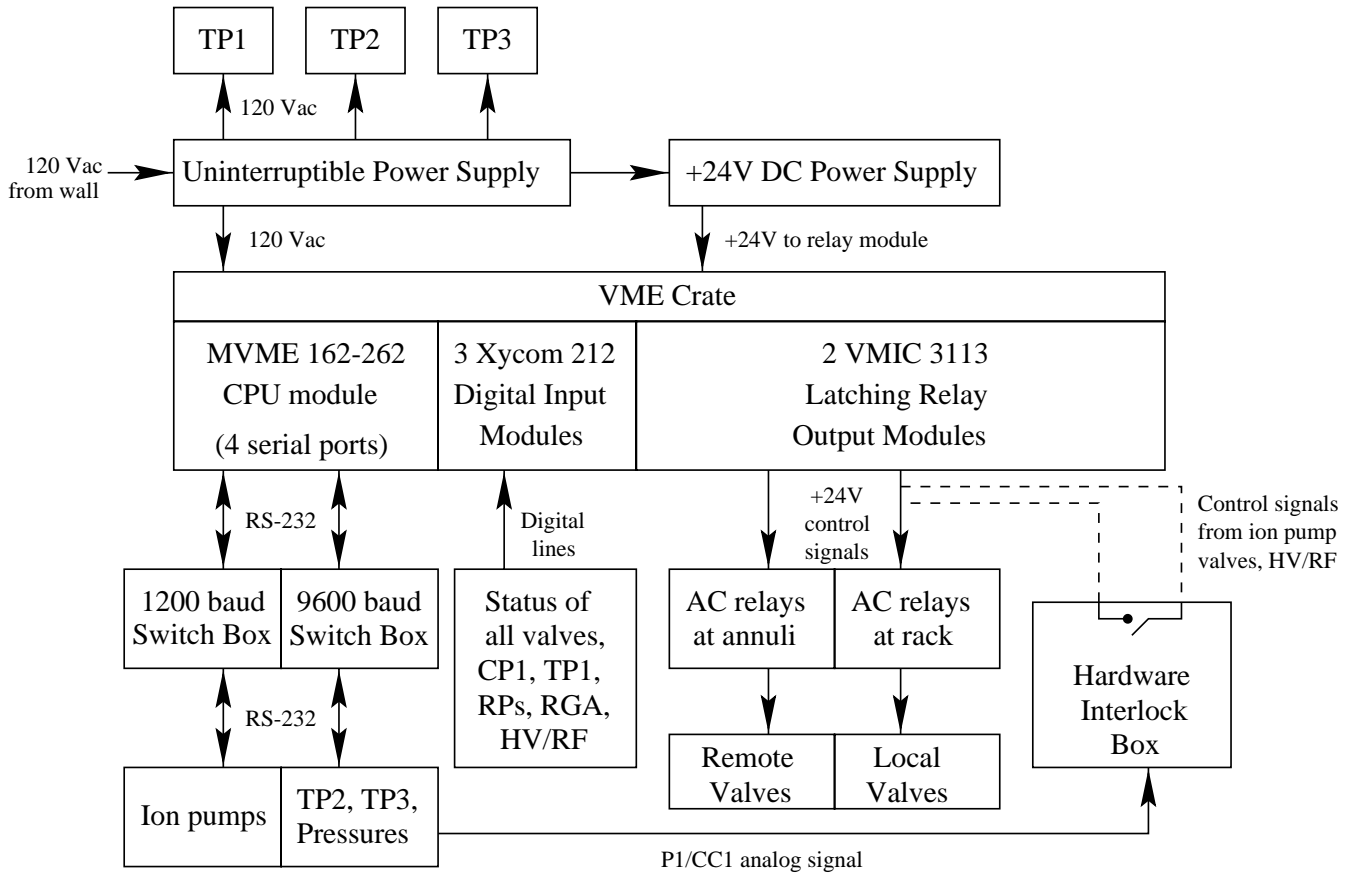 TP1
TP2
TP3
120 Vac
120 Vac
from wall
Uninterruptible Power Supply
+24V DC Power Supply
120 Vac
+24V to relay module
VME Crate
MVME 162-262
CPU module
(4 serial ports)
3 Xycom 212
Digital Input
Modules
2 VMIC 3113
Latching Relay
Output Modules
RS-232
Digital
lines
+24V
control
signals
Control signals
from ion pump
valves, HV/RF
1200 baud
Switch Box
9600 baud
Switch Box
Status of
all valves,
CP1, TP1,
RPs, RGA,
HV/RF
AC relays
at annuli
AC relays
at rack
Hardware
Interlock
Box
RS-232
Ion pumps
TP2, TP3,
Pressures
Remote
Valves
Local
Valves
P1/CC1 analog signal